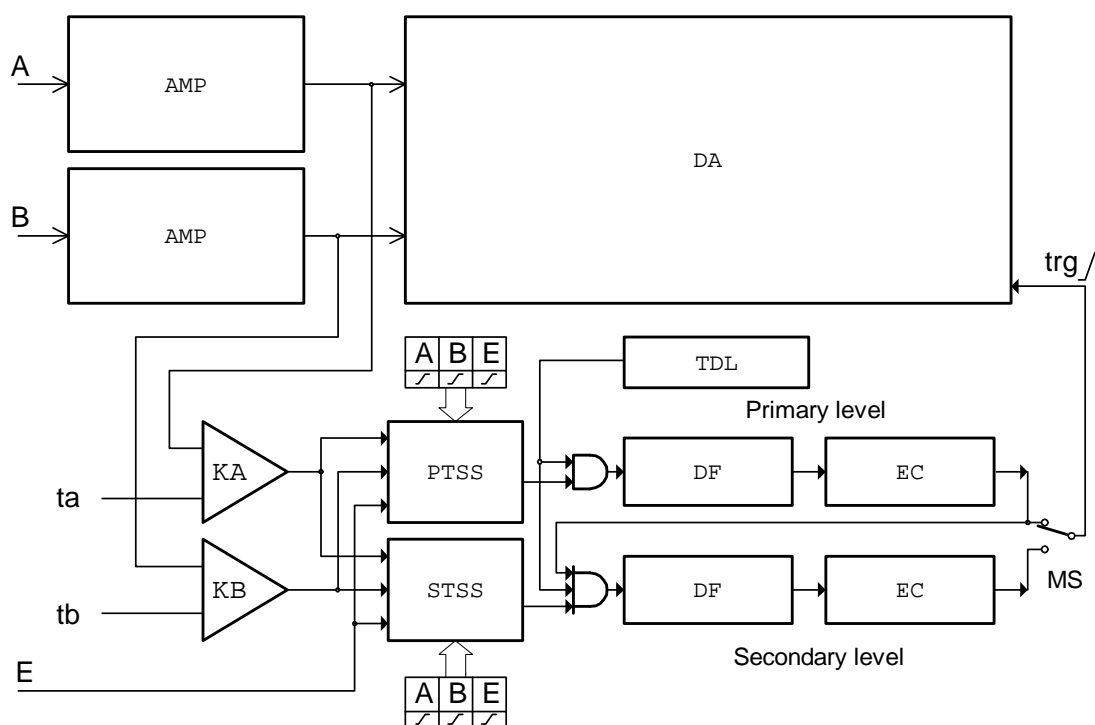 A
AMP
DA
B
AMP
trg
A B E
TDL
Primary level
KA
PTSS
DF
EC
ta
KB
STSS
DF
EC
MS
tb
Secondary level
E
A B E